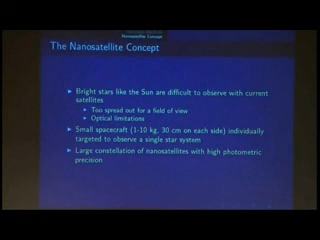 Nanosatellite Concept
The Nanosatellite Concept
Bright stars like the Sun are difficult to observe with current
satellites
Too spread out for a field of view
Optical limitations
Small spacecraft (1-10 kg, 30 cm on each side) individually
targeted to observe a single star system
Large constellation of nanosatellites with high photometric
precision